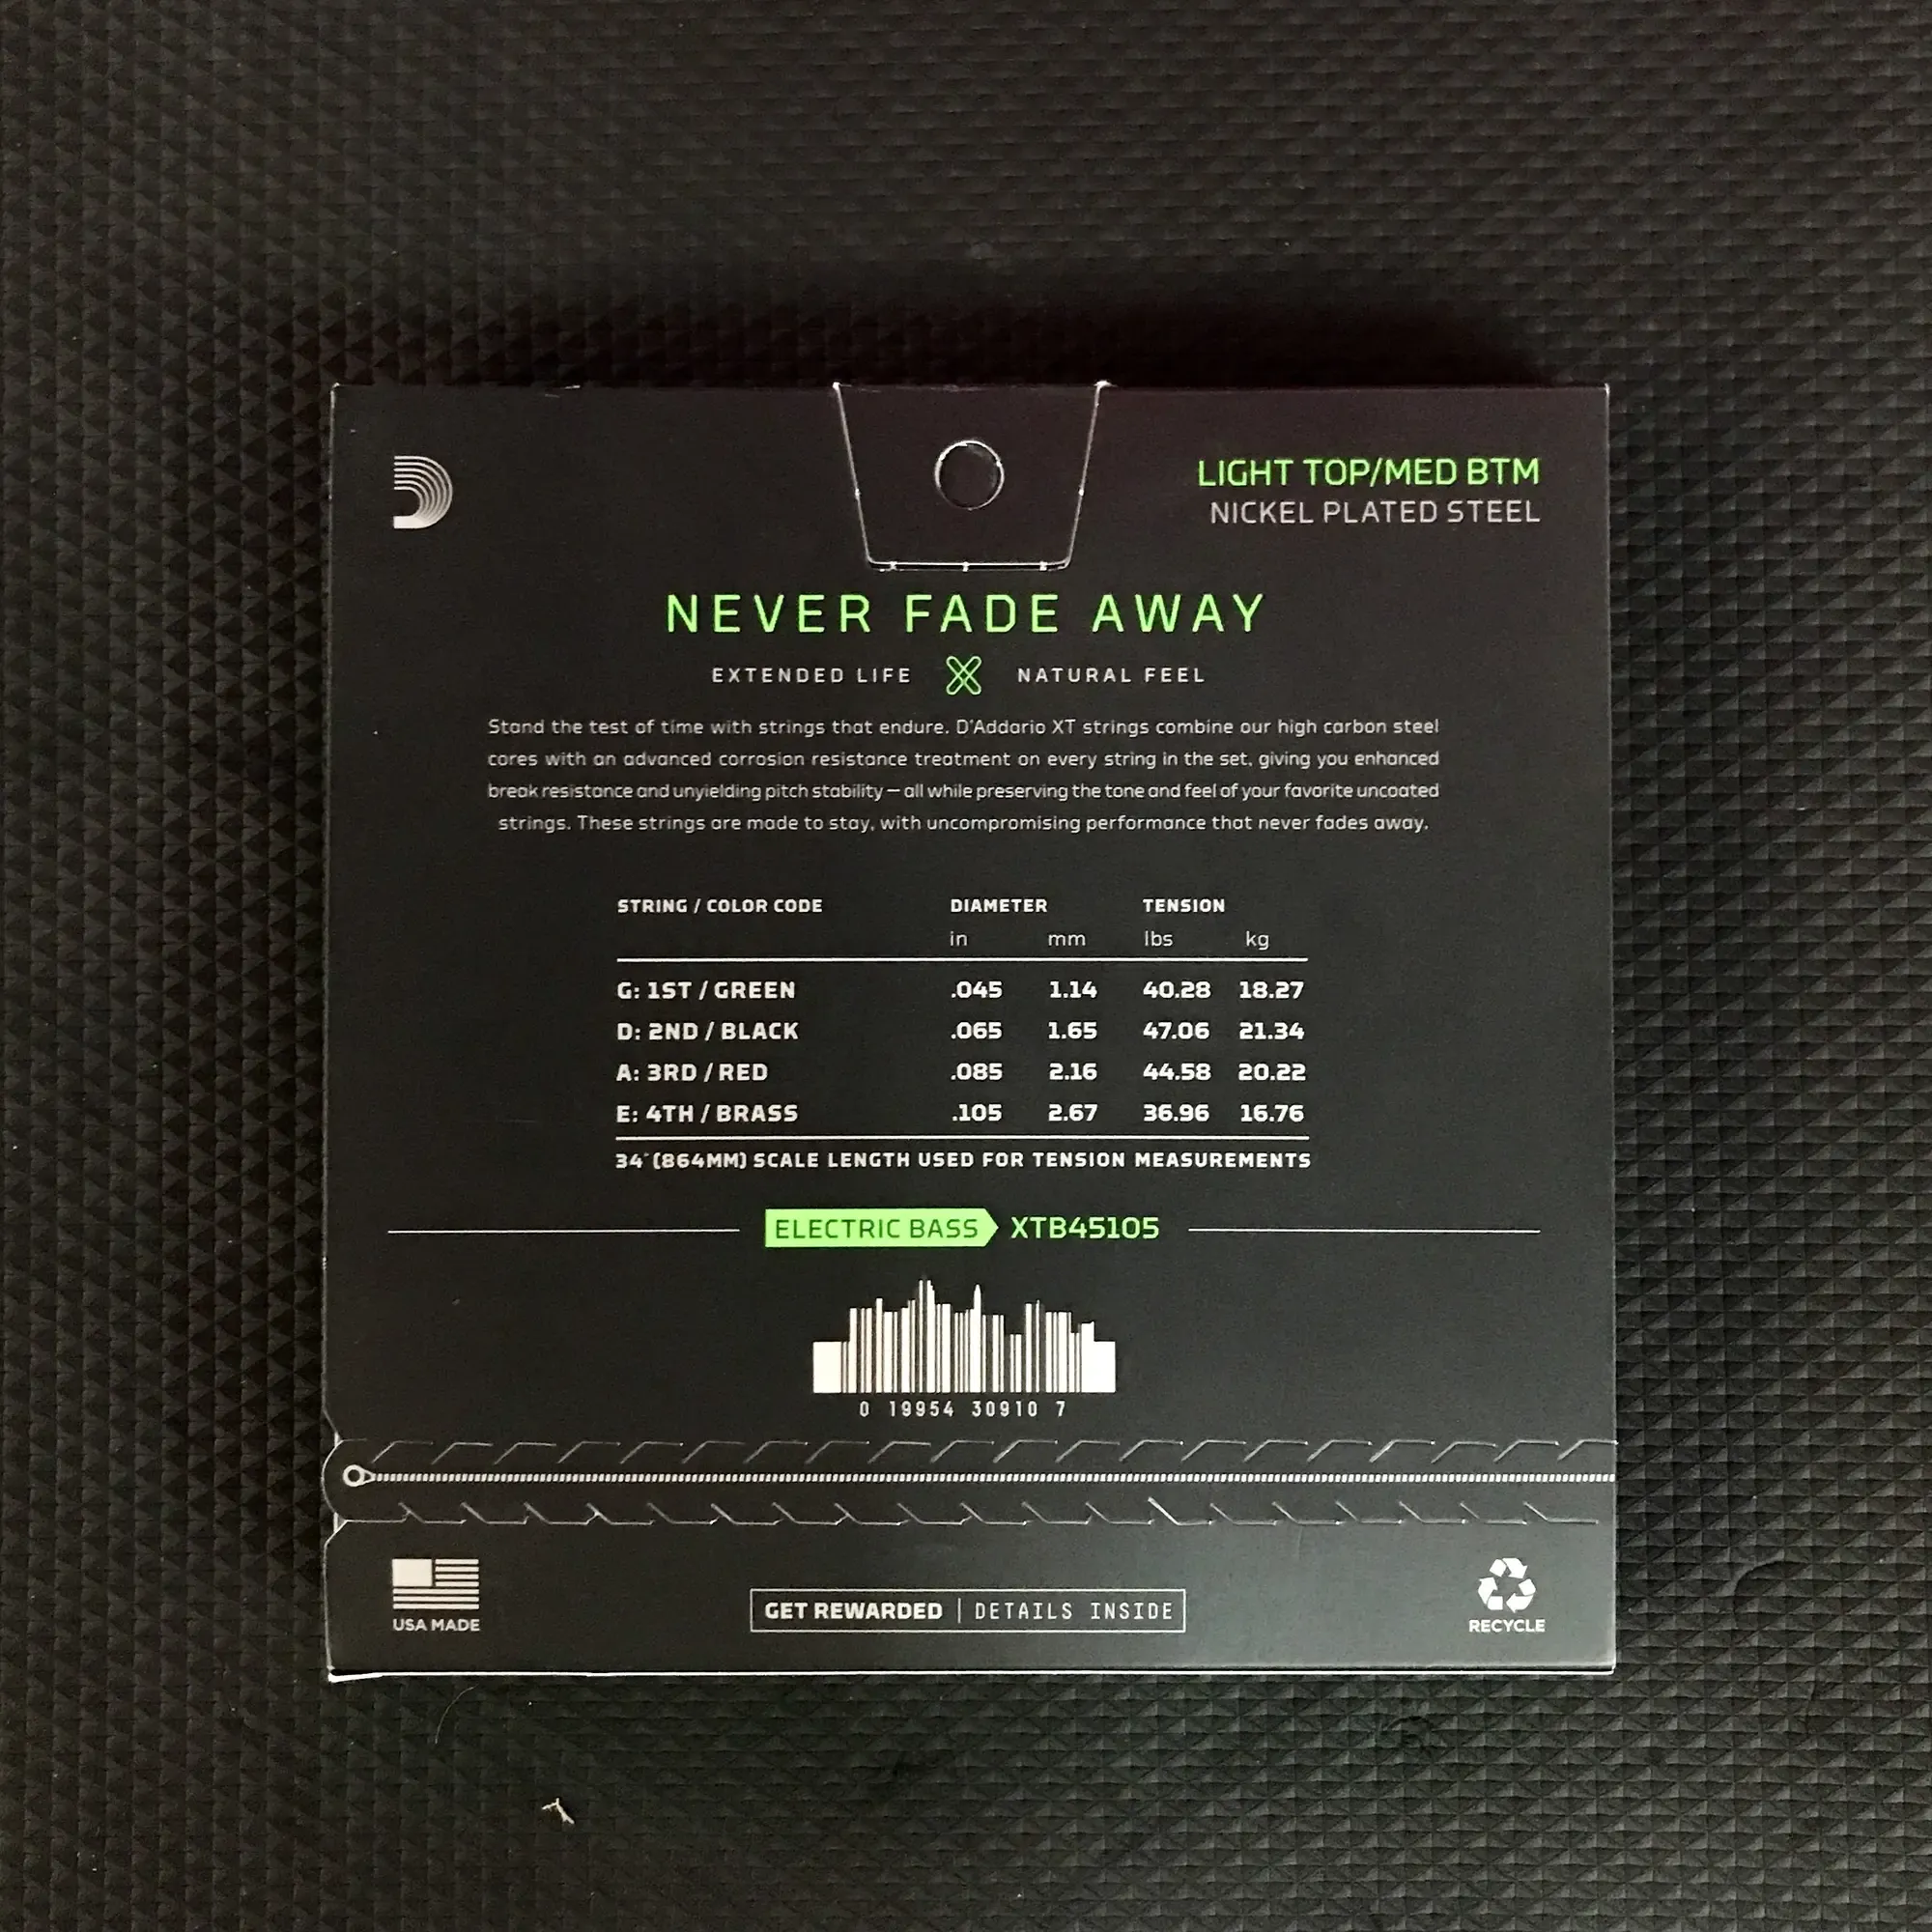 LIGHT TOP/MED BTM
NICKEL PLATED STEEL
NEVER FADE AWAY
EXTENDED LIFE X NATURAL FEEL
Stand the test of time with strings that endure. D'Addario XT strings combine our high carbon steel
cores with an advanced corrosion resistance treatment on every string in the set, giving you enhanced
break resistance and unyielding pitch stability — all while preserving the tone and feel of your favorite uncoated
strings. These strings are made to stay, with uncompromising performance that never fades away.
STRING / COLOR CODE DIAMETER TENSION
in mm lbs kg
G: 1ST / GREEN .045 1.14 40.28 18.27
D: 2ND / BLACK .065 1.65 47.06 21.34
A: 3RD / RED .085 2.16 44.58 20.22
E: 4TH / BRASS .105 2.67 36.96 16.76
34" (864MM) SCALE LENGTH USED FOR TENSION MEASUREMENTS
ELECTRIC BASS XTB45105
0 19954 30910 7
USA MADE
GET REWARDED | DETAILS INSIDE
RECYCLE